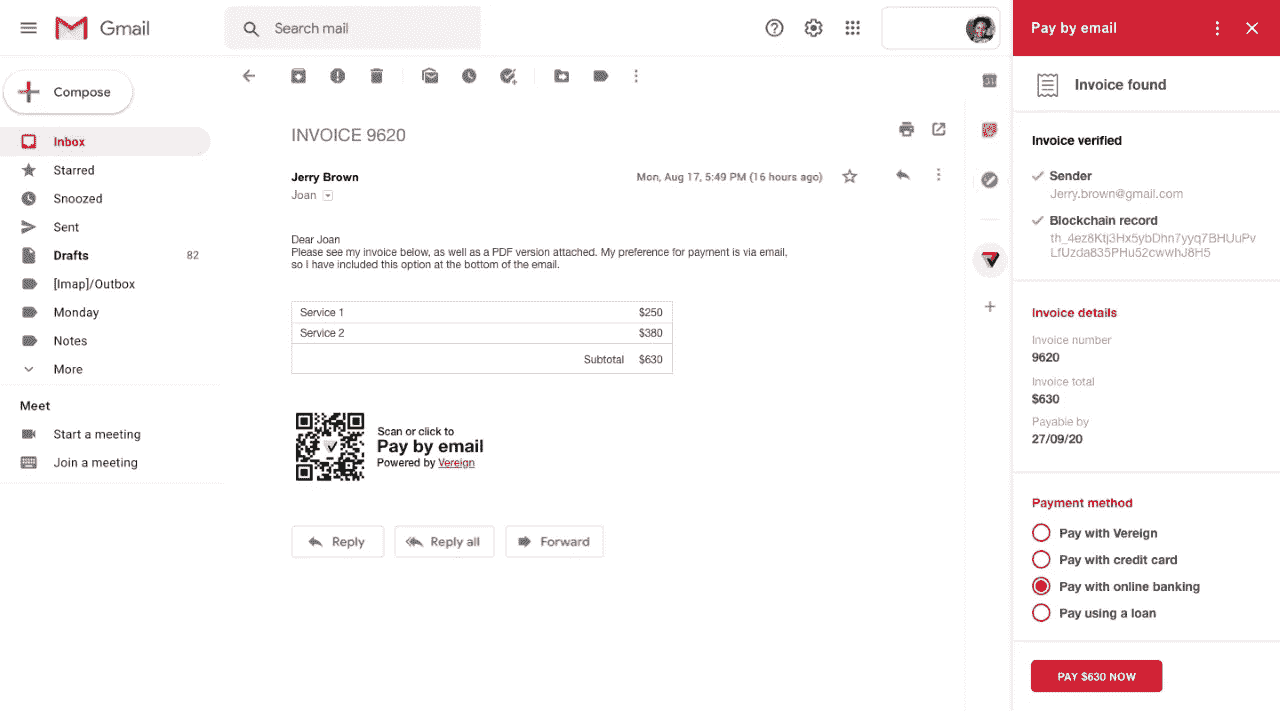 Gmail
Search mail
Compose
Inbox
Starred
Snoozed
Sent
Drafts 82
[Imap]/Outbox
Monday
Notes
More
Meet
Start a meeting
Join a meeting
INVOICE 9620
Jerry Brown
Mon, Aug 17, 5:49 PM (16 hours ago)
Joan
Dear Joan
Please see my invoice below, as well as a PDF version attached. My preference for payment is via email,
so I have included this option at the bottom of the email.
Service 1 $250
Service 2 $380
Subtotal $630
Scan or click to
Pay by email
Powered by Vereign
Reply
Reply all
Forward
Pay by email
Invoice found
Invoice verified
Sender
Jerry.brown@gmail.com
Blockchain record
th_4ez8Ktj3Hx5ybDhn7yyq7BHUuPv
LfUzda835PHu52cwwhJ8H5
Invoice details
Invoice number
9620
Invoice total
$630
Payable by
27/09/20
Payment method
Pay with Vereign
Pay with credit card
Pay with online banking
Pay using a loan
PAY $630 NOW